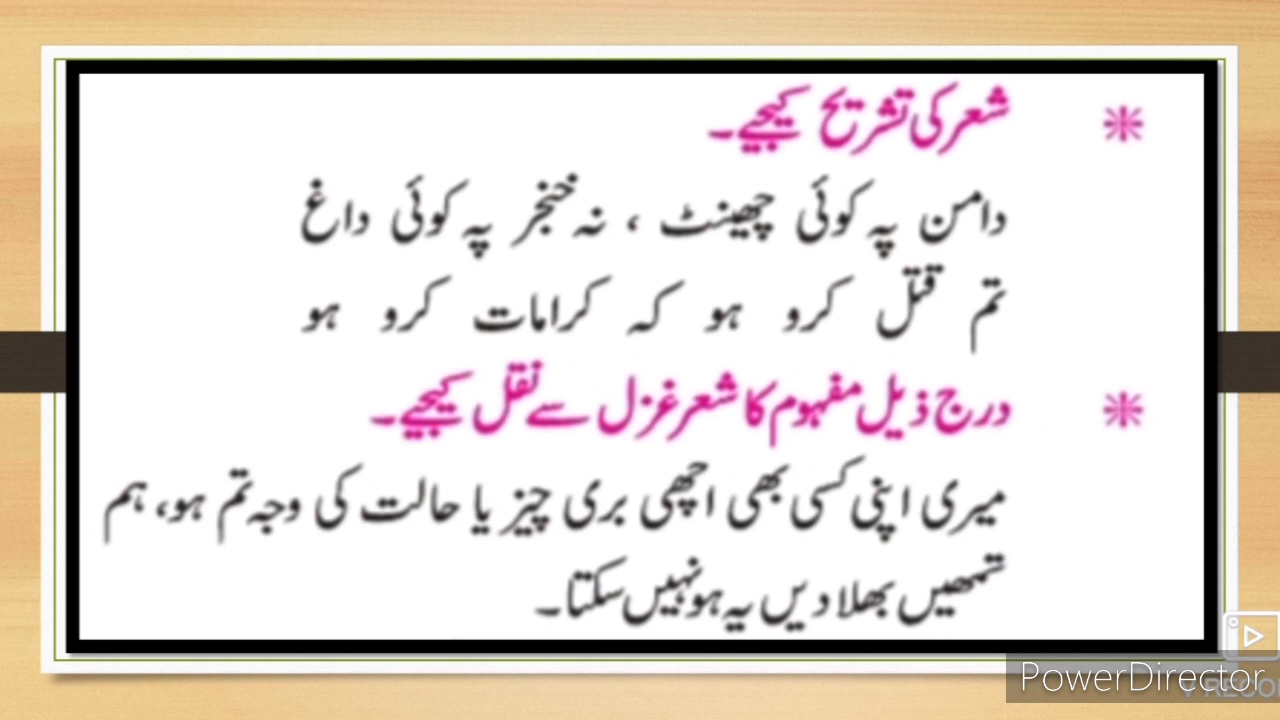 * شعر کی تشریح کیجیے۔
دامن پہ کوئی چھینٹ ، نہ خنجر پہ کوئی داغ
تم قتل کرو ہو کہ کرامات کرو ہو
* درج ذیل مفہوم کا شعر غزل سے نقل کیجیے۔
میری اپنی کسی بھی اچھی بری چیز یا حالت کی وجہ تم ہو، ہم
تمھیں بھلا دیں یہ ہو نہیں سکتا۔
PowerDirector